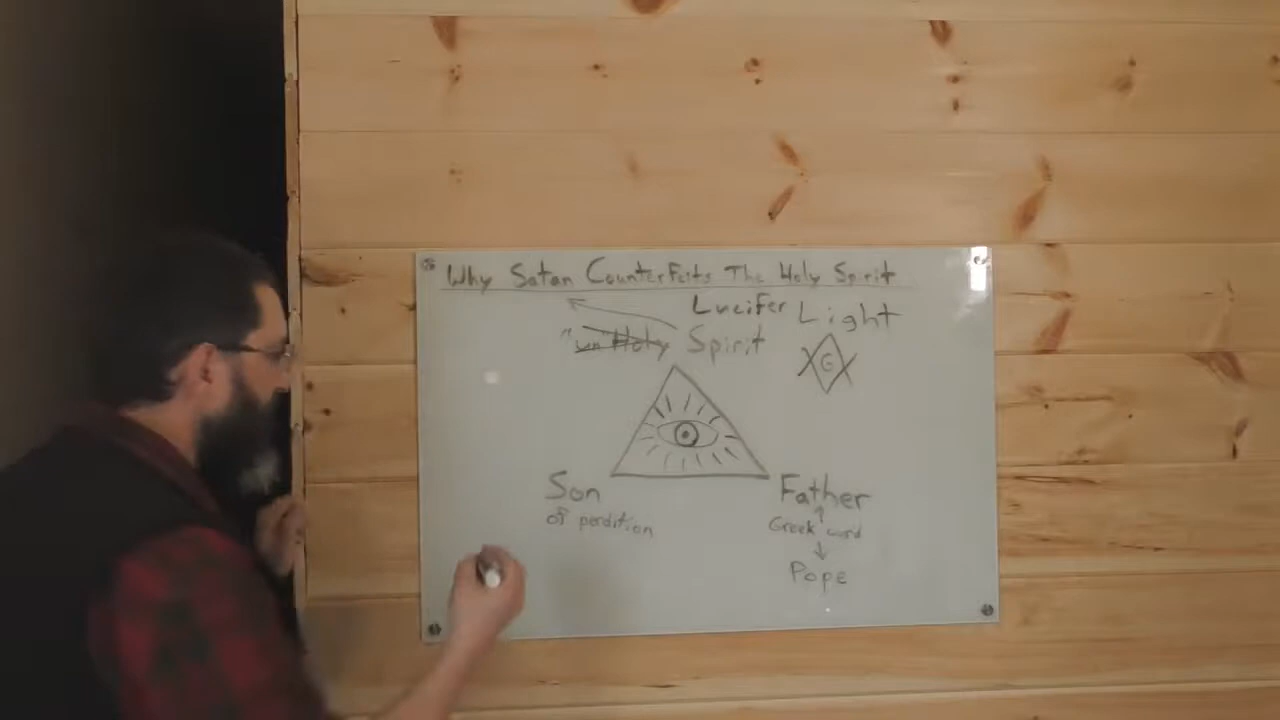 Why Satan Counterfeits The Holy Spirit
Lucifer Light
"un" Holy Spirit
G
Son
of perdition
Father
Greek word
Pope